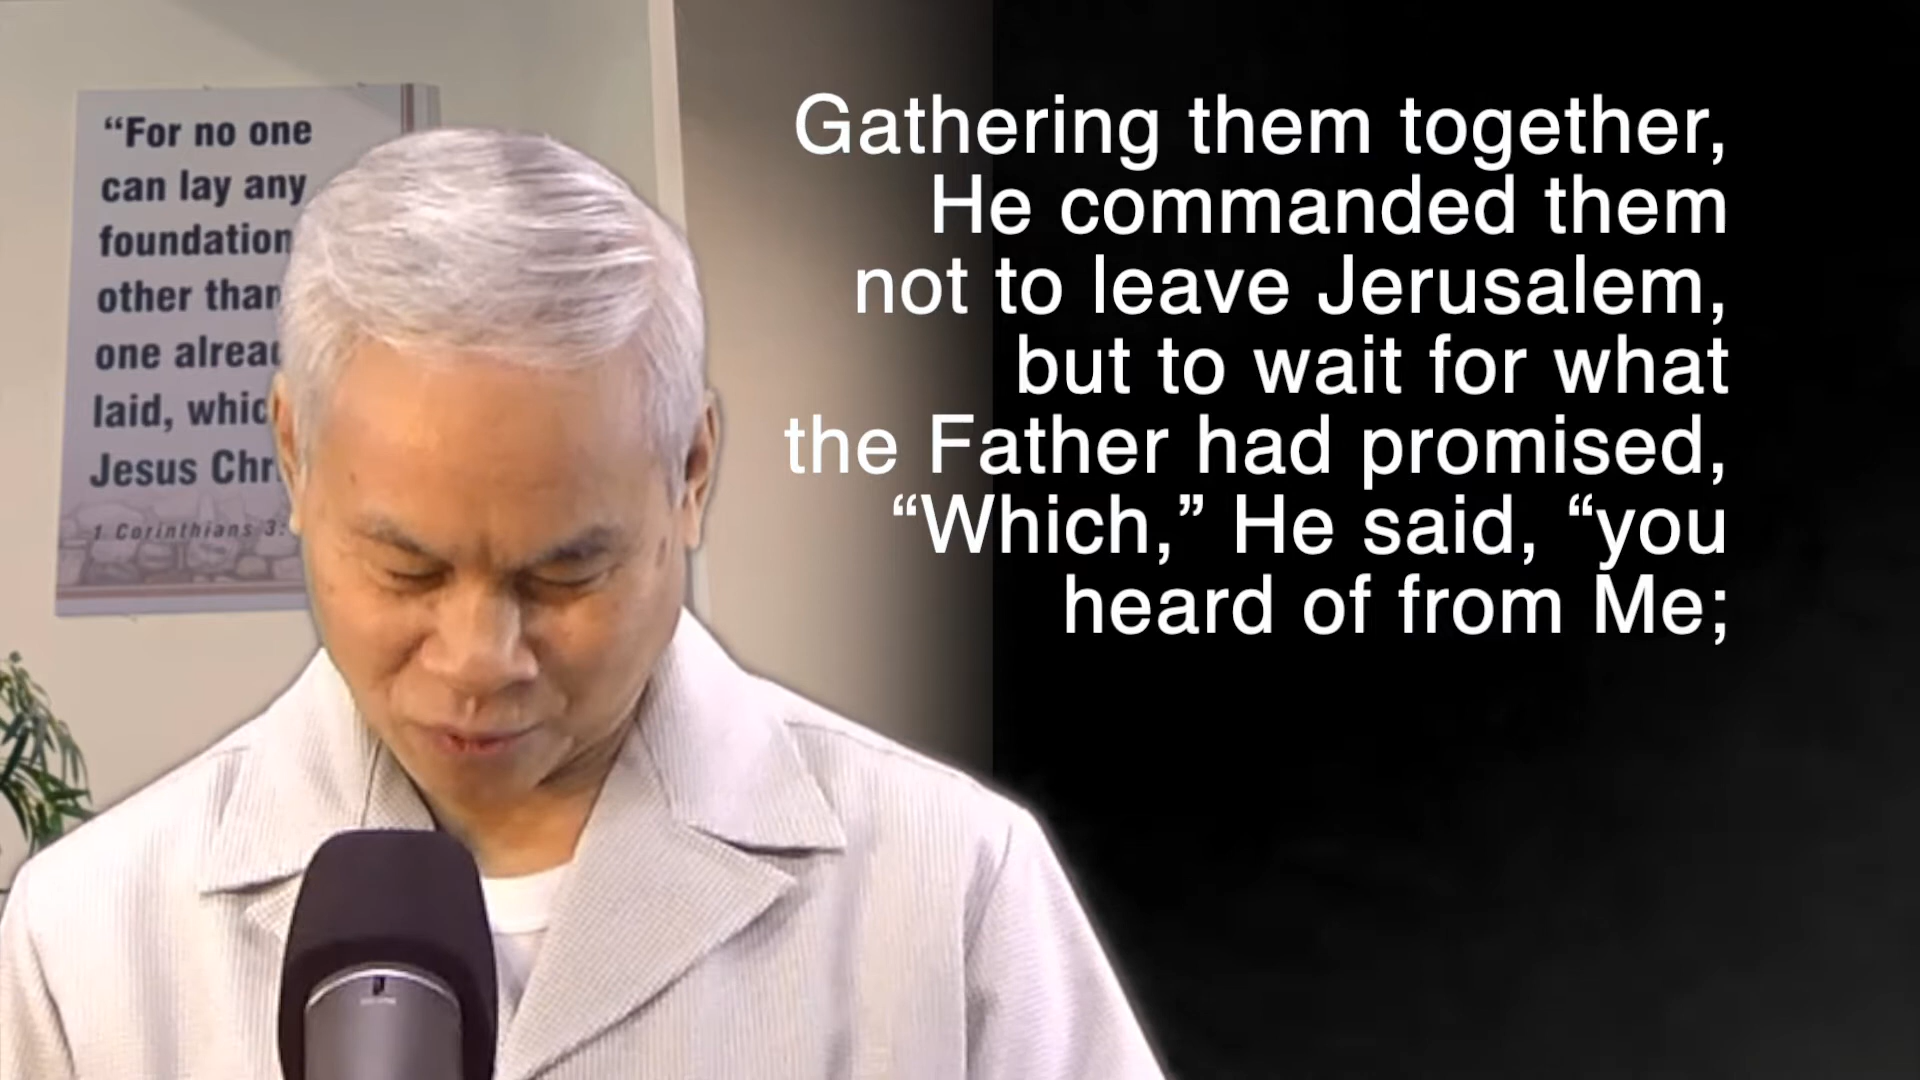 “For no one
can lay any
foundation
other than
one alrea
laid, whic
Jesus Chr
1 Corinthians 3:
Gathering them together,
He commanded them
not to leave Jerusalem,
but to wait for what
the Father had promised,
“Which,” He said, “you
heard of from Me;